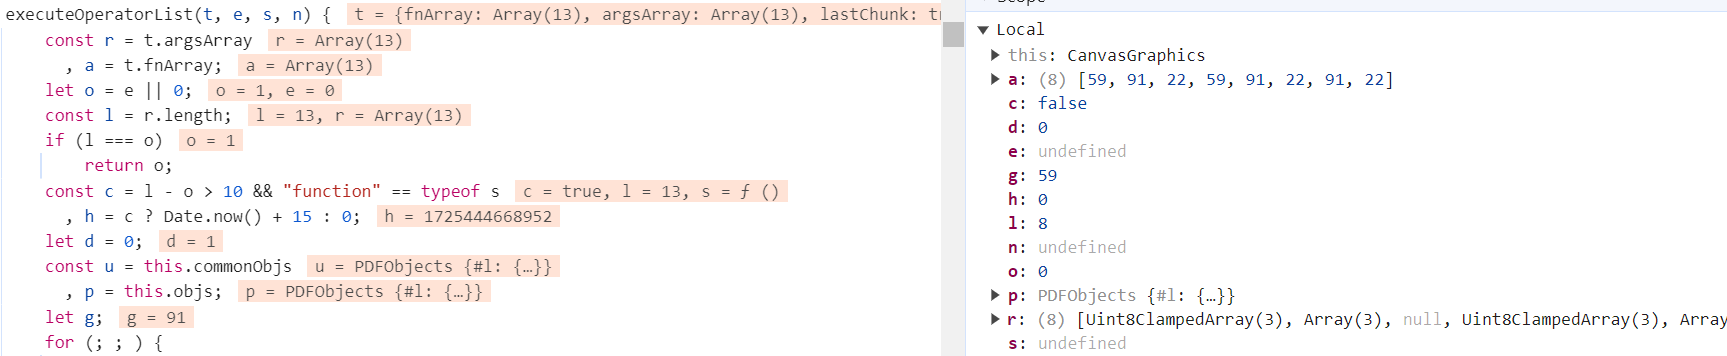 executeOperatorList(t, e, s, n) { t = {fnArray: Array(13), argsArray: Array(13), lastChunk:
const r = t.argsArray r = Array(13)
, a = t.fnArray; a = Array(13)
let o = e || 0; o = 1, e = 0
const l = r.length; l = 13, r = Array(13)
if (l === o) o = 1
return o;
const c = l - o > 10 && "function" == typeof s c = true, l = 13, s = ƒ ()
, h = c ? Date.now() + 15 : 0; h = 1725444668952
let d = 0; d = 1
const u = this.commonObjs u = PDFObjects {#l: {…}}
, p = this.objs; p = PDFObjects {#l: {…}}
let g; g = 91
for (; ; ) {
Local
this: CanvasGraphics
a: (8) [59, 91, 22, 59, 91, 22, 91, 22]
c: false
d: 0
e: undefined
g: 59
h: 0
l: 8
n: undefined
o: 0
p: PDFObjects {#l: {…}}
r: (8) [Uint8ClampedArray(3), Array(3), null, Uint8ClampedArray(3), Array
s: undefined